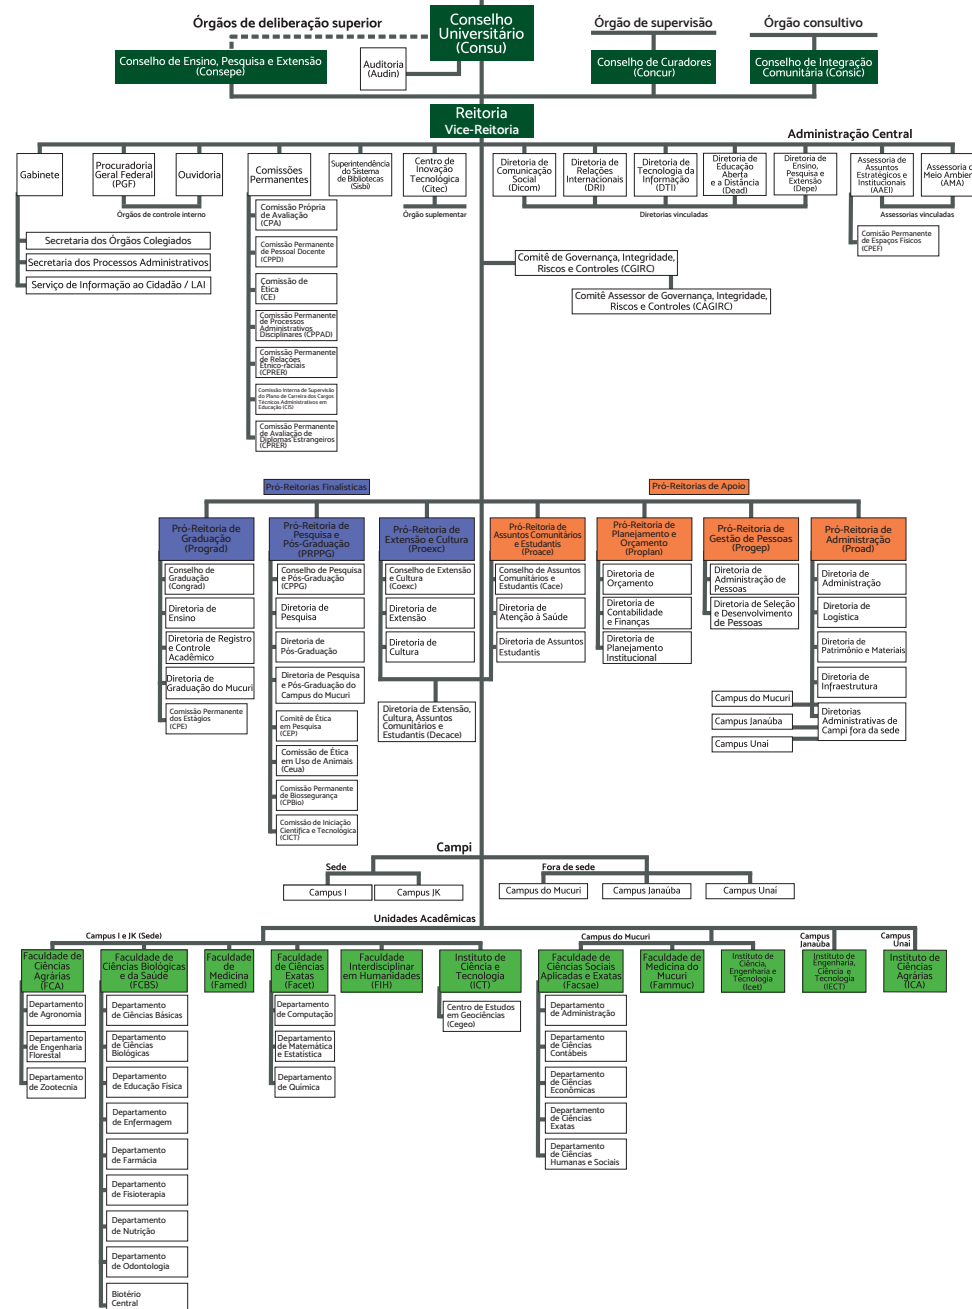 Órgãos de deliberação superior
Conselho
Universitário
(Consu)
Órgão de supervisão
Órgão consultivo
Conselho de Ensino, Pesquisa e Extensão
(Consepe)
Auditoria
(Audin)
Conselho de Curadores
(Concur)
Conselho de Integração
Comunitária (Consic)
Reitoria
Vice-Reitoria
Administração Central
Gabinete
Procuradoria
Geral Federal
(PGF)
Ouvidoria
Órgãos de controle interno
Comissões
Permanentes
Superintendência
do Sistema
de Bibliotecas
(Sisbi)
Centro de
Inovação
Tecnológica
(Citec)
Órgão suplementar
Diretoria de
Comunicação
Social
(Dicom)
Diretoria de
Relações
Internacionais
(DRI)
Diretoria de
Tecnologia da
Informação
(DTI)
Diretoria de
Educação
Aberta
e a Distância
(Dead)
Diretoria de
Ensino,
Pesquisa e
Extensão
(Depe)
Diretorias vinculadas
Assessoria de
Assuntos
Estratégicos e
Institucionais
(AAEI)
Assessoria d
Meio Ambien
(AMA)
Assessorias vinculadas
Comisão Permanente
de Espaços Físicos
(CPEF)
Secretaria dos Órgãos Colegiados
Secretaria dos Processos Administrativos
Serviço de Informação ao Cidadão / LAI
Comissão Própria
de Avaliação
(CPA)
Comissão Permanente
de Pessoal Docente
(CPPD)
Comissão de
Ética
(CE)
Comissão Permanente
de Processos
Administrativos
Disciplinares (CPPAD)
Comissão Permanente
de Relações
Étnico-raciais
(CPRER)
Comissão Interna de Supervisão
do Plano de Carreira dos Cargos
Técnicos Administrativos em
Educação (CIS)
Comissão Permanente
de Avaliação de
Diplomas Estrangeiros
(CPRER)
Comitê de Governança, Integridade,
Riscos e Controles (CGIRC)
Comitê Assessor de Governança, Integridade,
Riscos e Controles (CAGIRC)
Pró-Reitorias Finalísticas
Pró-Reitorias de Apoio
Pró-Reitoria de
Graduação
(Prograd)
Conselho de
Graduação
(Congrad)
Diretoria de
Ensino
Diretoria de Registro
e Controle
Acadêmico
Diretoria de
Graduação do Mucuri
Comissão Permanente
dos Estágios
(CPE)
Pró-Reitoria de
Pesquisa e
Pós-Graduação
(PRPPG)
Conselho de Pesquisa
e Pós-Graduação
(CPPG)
Diretoria de
Pesquisa
Diretoria de
Pós-Graduação
Diretoria de Pesquisa
e Pós-Graduação do
Campus do Mucuri
Comitê de Ética
em Pesquisa
(CEP)
Comissão de Ética
em Uso de Animais
(Ceua)
Comissão Permanente
de Biossegurança
(CPBio)
Comissão de Iniciação
Científica e Tecnológica
(CICT)
Pró-Reitoria de
Extensão e Cultura
(Proexc)
Conselho de Extensão
e Cultura
(Coexc)
Diretoria de
Extensão
Diretoria de
Cultura
Diretoria de Extensão,
Cultura, Assuntos
Comunitários e
Estudantis (Decace)
Pró-Reitoria de
Assuntos Comunitários
e Estudantis
(Proace)
Conselho de Assuntos
Comunitários e
Estudantis (Cace)
Diretoria de
Atenção à Saúde
Diretoria de Assuntos
Estudantis
Pró-Reitoria de
Planejamento e
Orçamento
(Proplan)
Diretoria de
Orçamento
Diretoria de
Contabilidade
e Finanças
Diretoria de
Planejamento
Institucional
Pró-Reitoria de
Gestão de Pessoas
(Progep)
Diretoria de
Administração de
Pessoas
Diretoria de Seleção
e Desenvolvimento
de Pessoas
Pró-Reitoria de
Administração
(Proad)
Diretoria de
Administração
Diretoria de
Logística
Diretoria de
Patrimônio e Materiais
Diretoria de
Infraestrutura
Diretorias
Administrativas de
Campi fora da sede
Campus do Mucuri
Campus Janaúba
Campus Unaí
Campi
Sede
Campus I
Campus JK
Fora de sede
Campus do Mucuri
Campus Janaúba
Campus Unaí
Unidades Acadêmicas
Campus I e JK (Sede)
Campus do Mucuri
Campus
Janaúba
Campus
Unaí
Faculdade de
Ciências
Agrárias
(FCA)
Departamento
de Agronomia
Departamento
de Engenharia
Florestal
Departamento
de Zootecnia
Faculdade de
Ciências Biológicas
e da Saúde
(FCBS)
Departamento
de Ciências Básicas
Departamento
de Ciências
Biológicas
Departamento
de Educação Física
Departamento
de Enfermagem
Departamento
de Farmácia
Departamento
de Fisioterapia
Departamento
de Nutrição
Departamento
de Odontologia
Biotério
Central
Faculdade
de
Medicina
(Famed)
Faculdade
de Ciências
Exatas
(Facet)
Departamento
de Computação
Departamento
de Matemática
e Estatística
Departamento
de Química
Faculdade
Interdisciplinar
em Humanidades
(FIH)
Instituto de
Ciência e
Tecnologia
(ICT)
Centro de Estudos
em Geociências
(Cegeo)
Faculdade de
Ciências Sociais
Aplicadas e Exatas
(Facsae)
Departamento
de Administração
Departamento
de Ciências
Contábeis
Departamento
de Ciências
Econômicas
Departamento
de Ciências
Exatas
Departamento
de Ciências
Humanas e Sociais
Faculdade de
Medicina do
Mucuri
(Fammuc)
Instituto de
Ciência,
Engenharia e
Tecnologia
(Icet)
Instituto de
Engenharia,
Ciência e
Tecnologia
(IECT)
Instituto de
Ciências
Agrárias
(ICA)